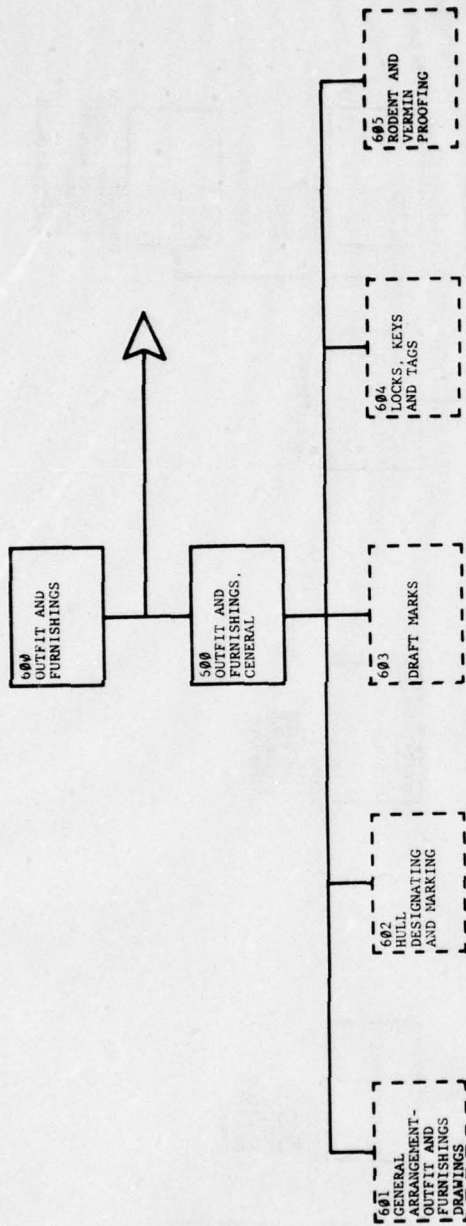 600
OUTFIT AND
FURNISHINGS
500
OUTFIT AND
FURNISHINGS,
CENERAL
601
GENERAL
ARRANGEMENT-
OUTFIT AND
FURNISHINGS
DRAWINGS
602
HULL
DESIGNATING
AND MARKING
603
DRAFT MARKS
604
LOCKS, KEYS
AND TAGS
605
RODENT AND
VERMIN
PROOFING